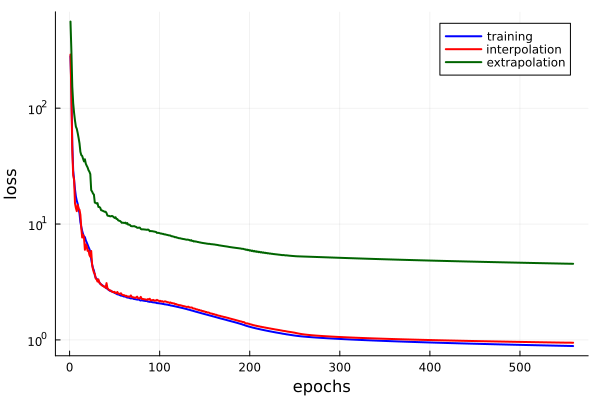 training
interpolation
extrapolation
10²
10¹
10⁰
loss
0 100 200 300 400 500
epochs